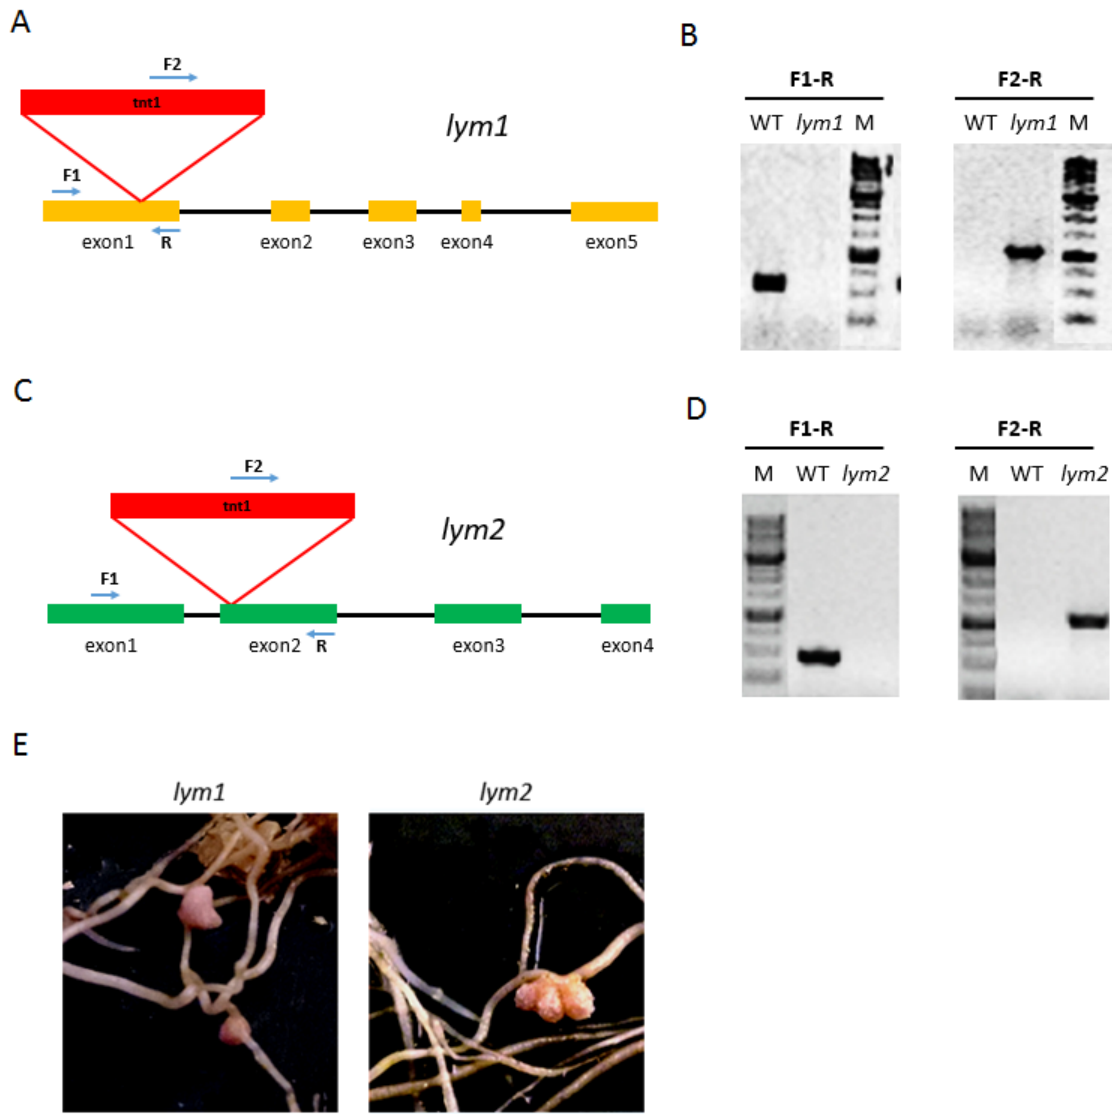 A
F2
tnt1
lym1
F1
exon1
R
exon2
exon3
exon4
exon5
B
F1-R
F2-R
WT lym1 M
WT lym1 M
C
F2
tnt1
lym2
F1
exon1
exon2
R
exon3
exon4
D
F1-R
F2-R
M WT lym2
M WT lym2
E
lym1
lym2